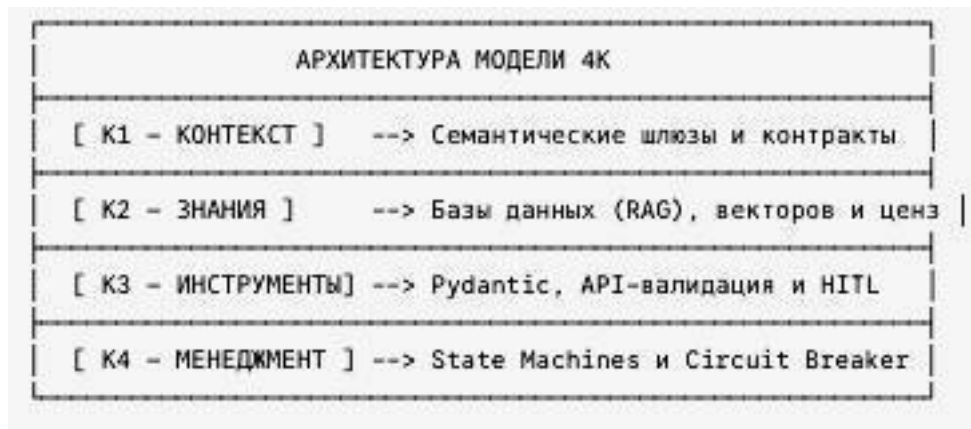 АРХИТЕКТУРА МОДЕЛИ 4К
[ К1 – КОНТЕКСТ ] --> Семантические шлюзы и контракты
[ К2 – ЗНАНИЯ ] --> Базы данных (RAG), векторов и ценз
[ К3 – ИНСТРУМЕНТЫ] --> Pydantic, API-валидация и HITL
[ К4 – МЕНЕДЖМЕНТ ] --> State Machines и Circuit Breaker